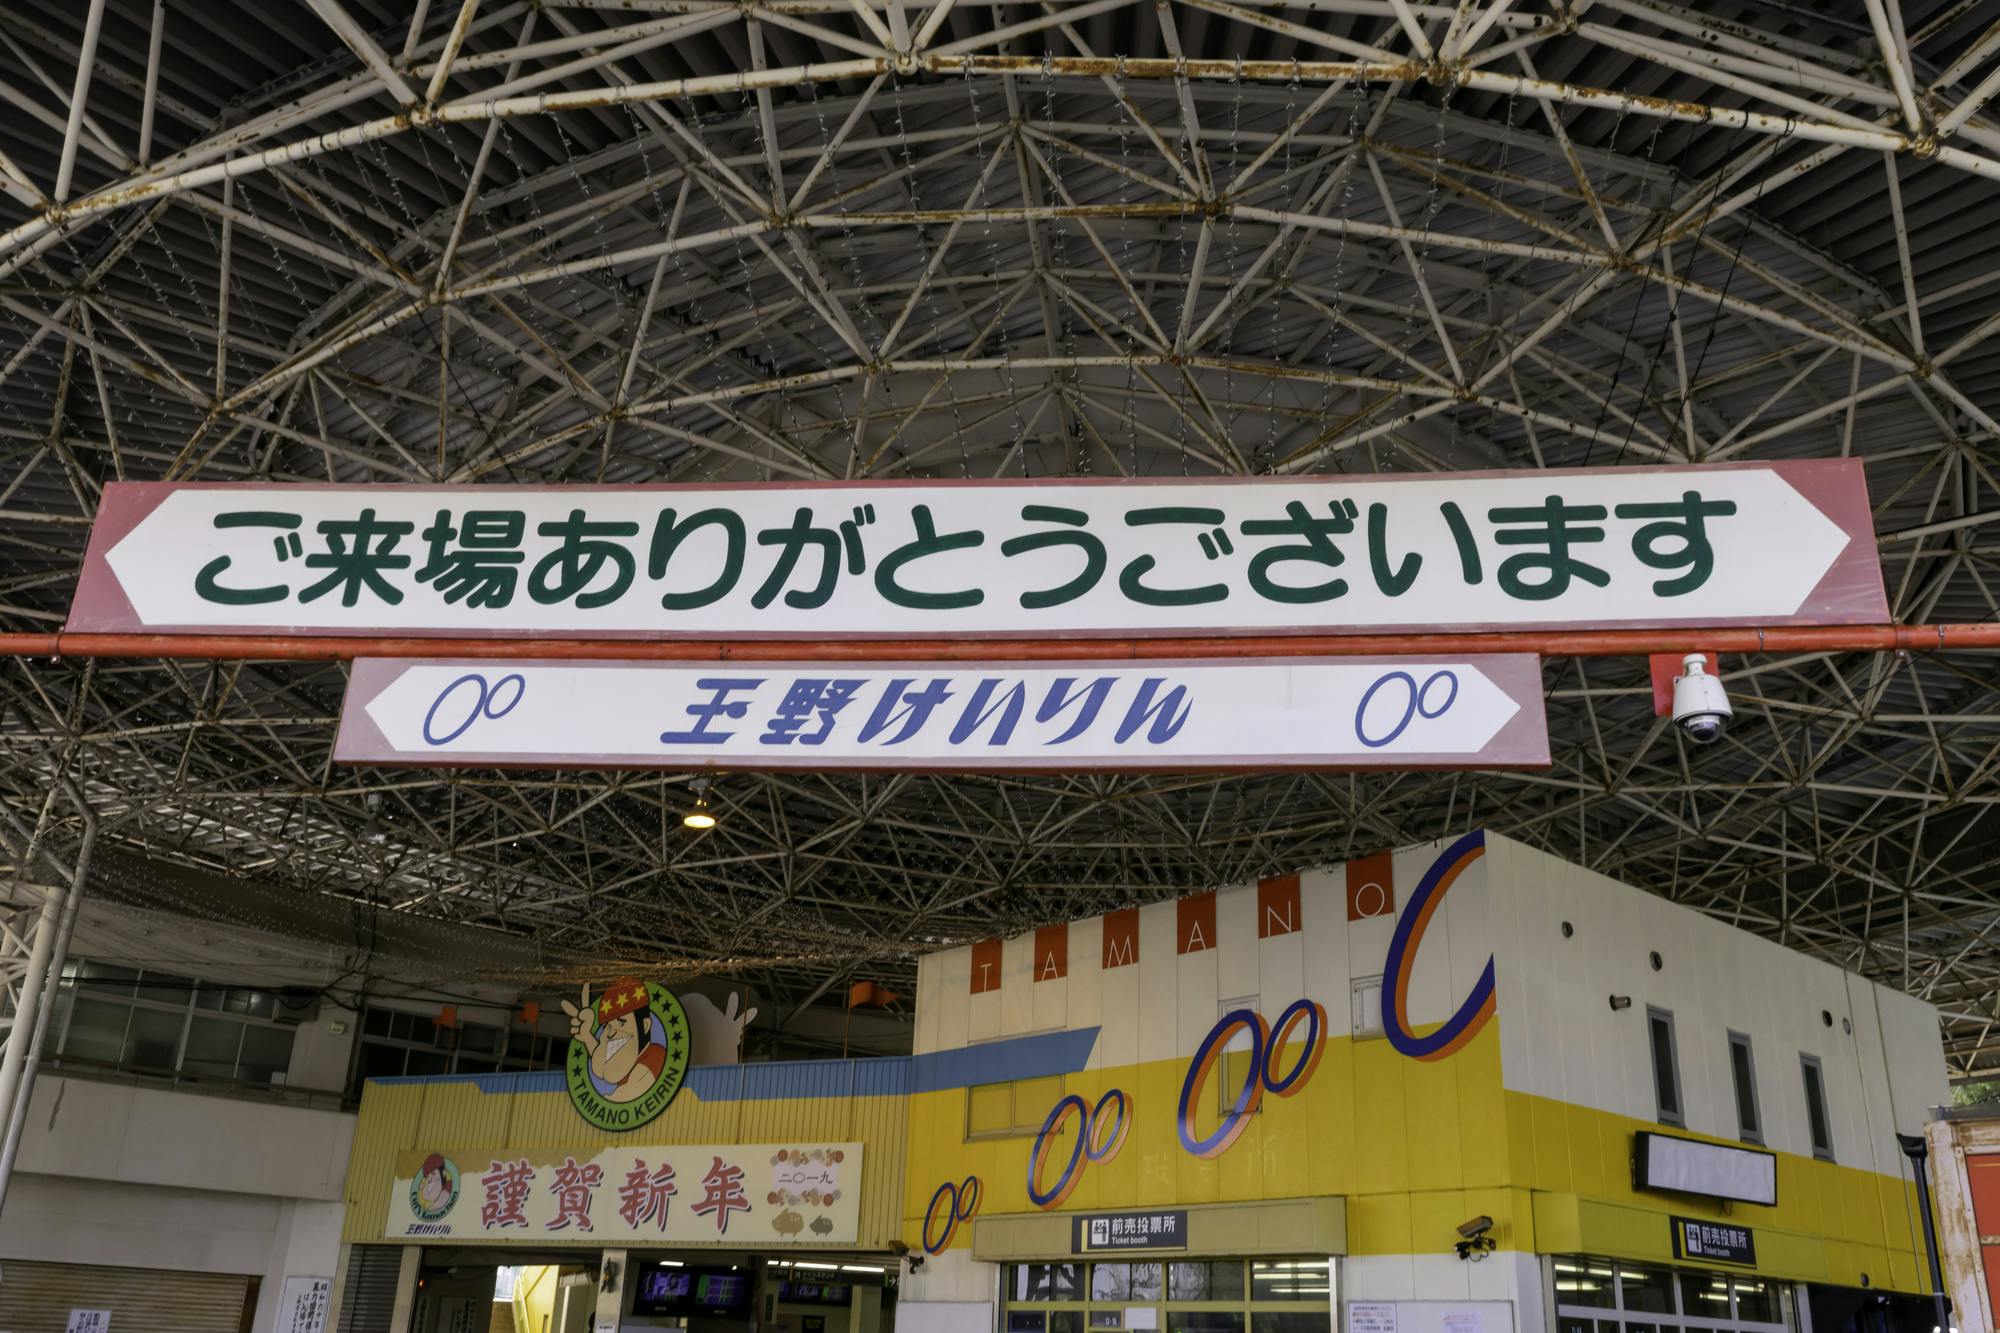 ご来場ありがとうございます
玉野けいりん
TAMANO
TAMANO KEIRIN
謹賀新年
二〇一九
玉野けいりん
前売投票所
Ticket booth
前売投票所
Ticket booth